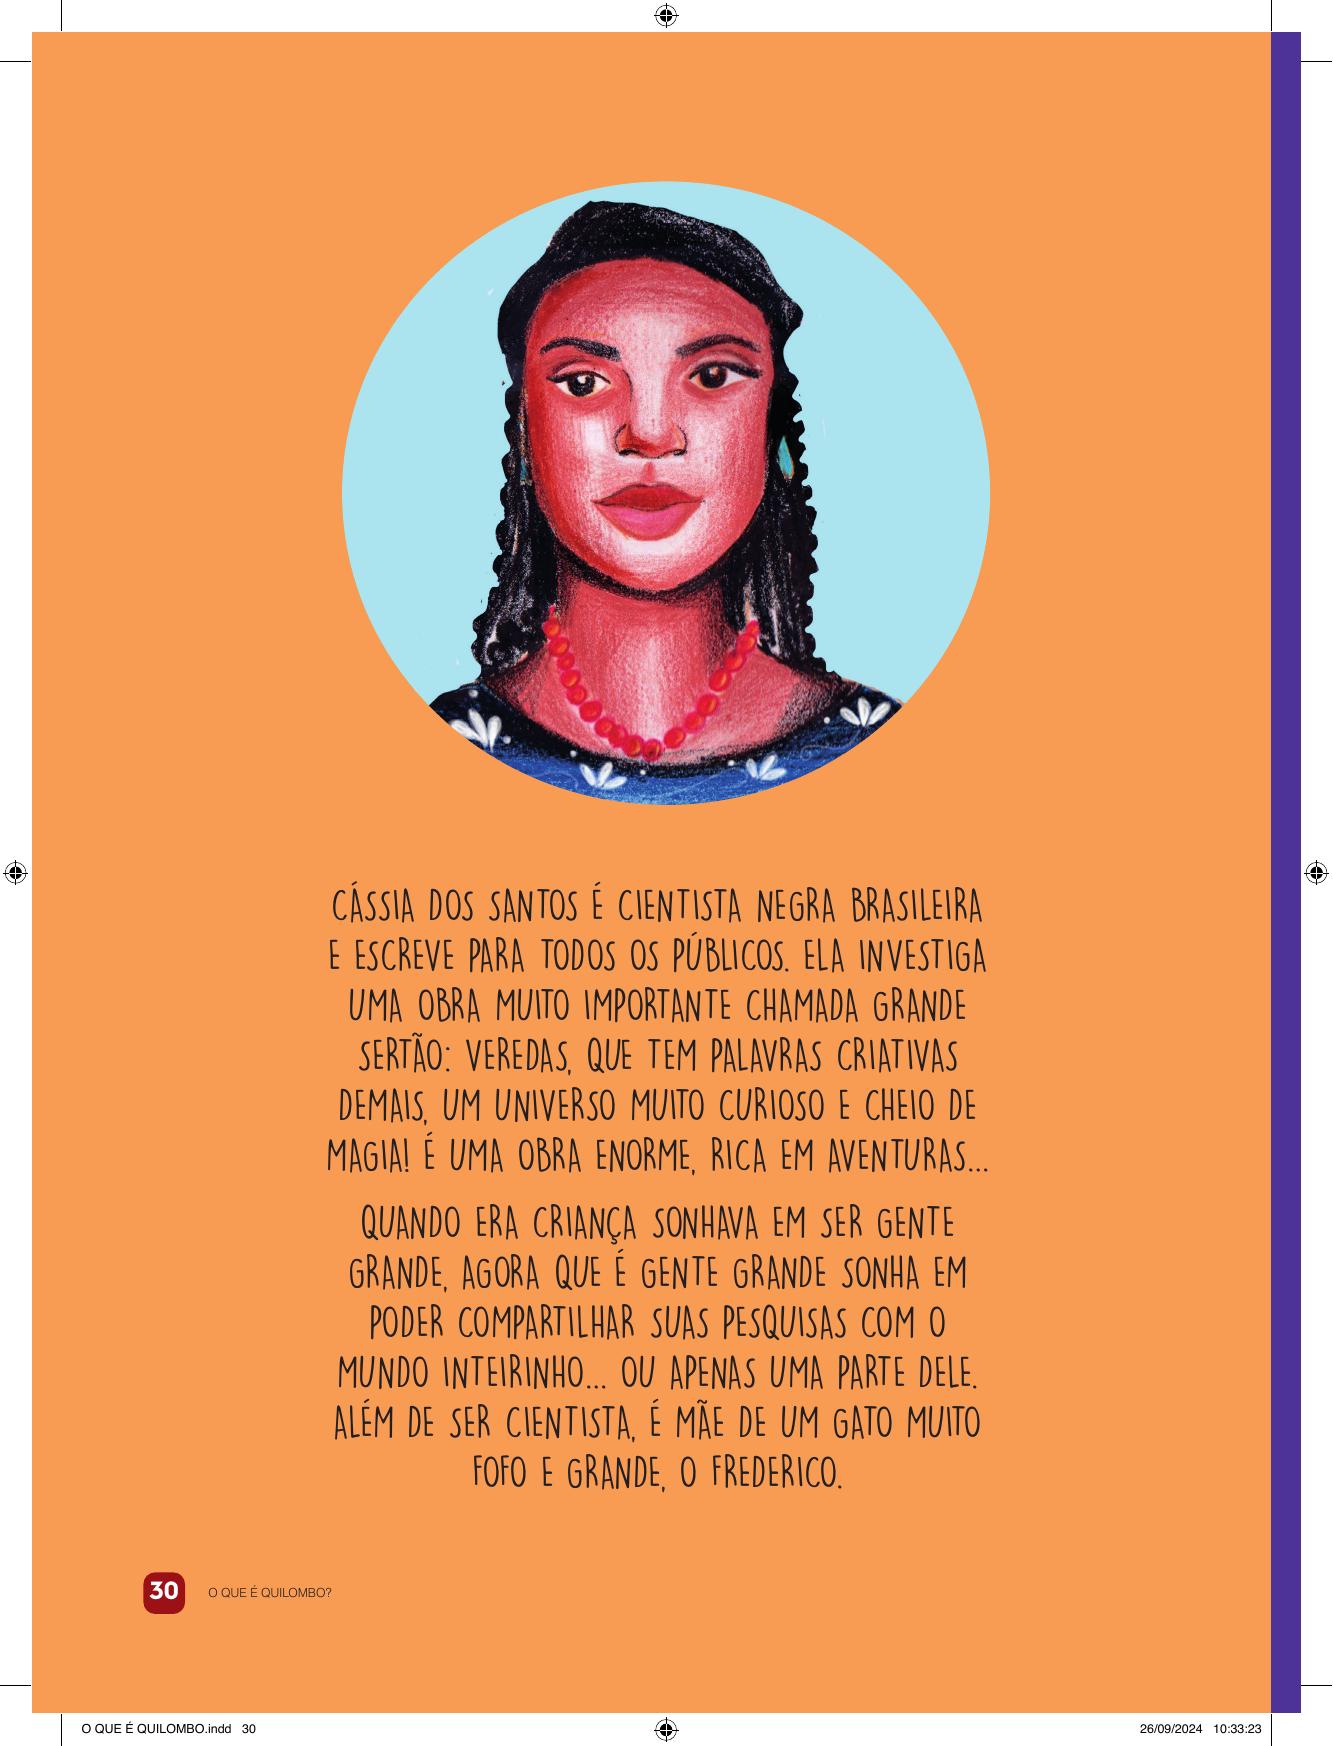 CÁSSIA DOS SANTOS É CIENTISTA NEGRA BRASILEIRA
E ESCREVE PARA TODOS OS PÚBLICOS. ELA INVESTIGA
UMA OBRA MUITO IMPORTANTE CHAMADA GRANDE
SERTÃO: VEREDAS, QUE TEM PALAVRAS CRIATIVAS
DEMAIS, UM UNIVERSO MUITO CURIOSO E CHEIO DE
MAGIA! É UMA OBRA ENORME, RICA EM AVENTURAS...
QUANDO ERA CRIANÇA SONHAVA EM SER GENTE
GRANDE, AGORA QUE É GENTE GRANDE SONHA EM
PODER COMPARTILHAR SUAS PESQUISAS COM O
MUNDO INTEIRINHO... OU APENAS UMA PARTE DELE.
ALÉM DE SER CIENTISTA, É MÃE DE UM GATO MUITO
FOFO E GRANDE, O FREDERICO.
30 O QUE É QUILOMBO?
O QUE É QUILOMBO.indd 30 26/09/2024 10:33:23